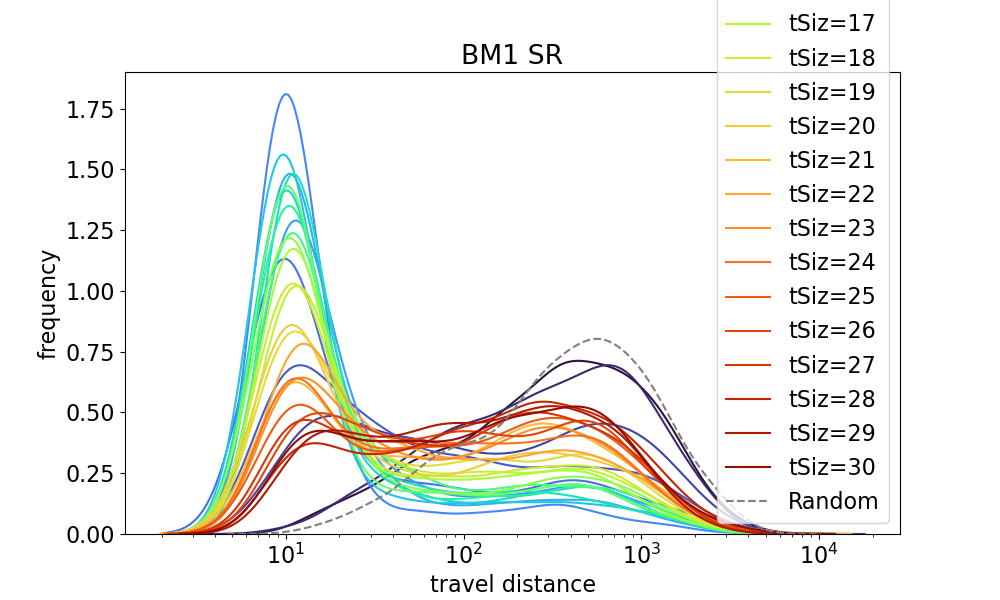 BM1 SR
frequency
1.75
1.50
1.25
1.00
0.75
0.50
0.25
0.00
10¹
10²
10³
10⁴
travel distance
tSiz=17
tSiz=18
tSiz=19
tSiz=20
tSiz=21
tSiz=22
tSiz=23
tSiz=24
tSiz=25
tSiz=26
tSiz=27
tSiz=28
tSiz=29
tSiz=30
Random